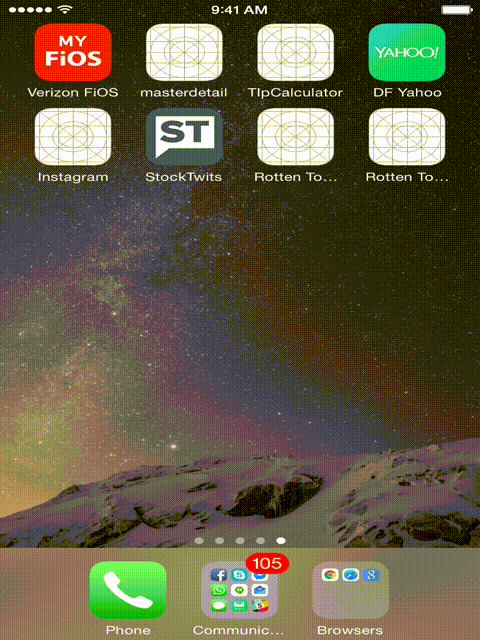 9:41 AM
MY
FiOS
YAHOO!
Verizon FiOS
masterdetail
TIpCalculator
DF Yahoo
ST
Instagram
StockTwits
Rotten To...
Rotten To...
105
Phone
Communic...
Browsers